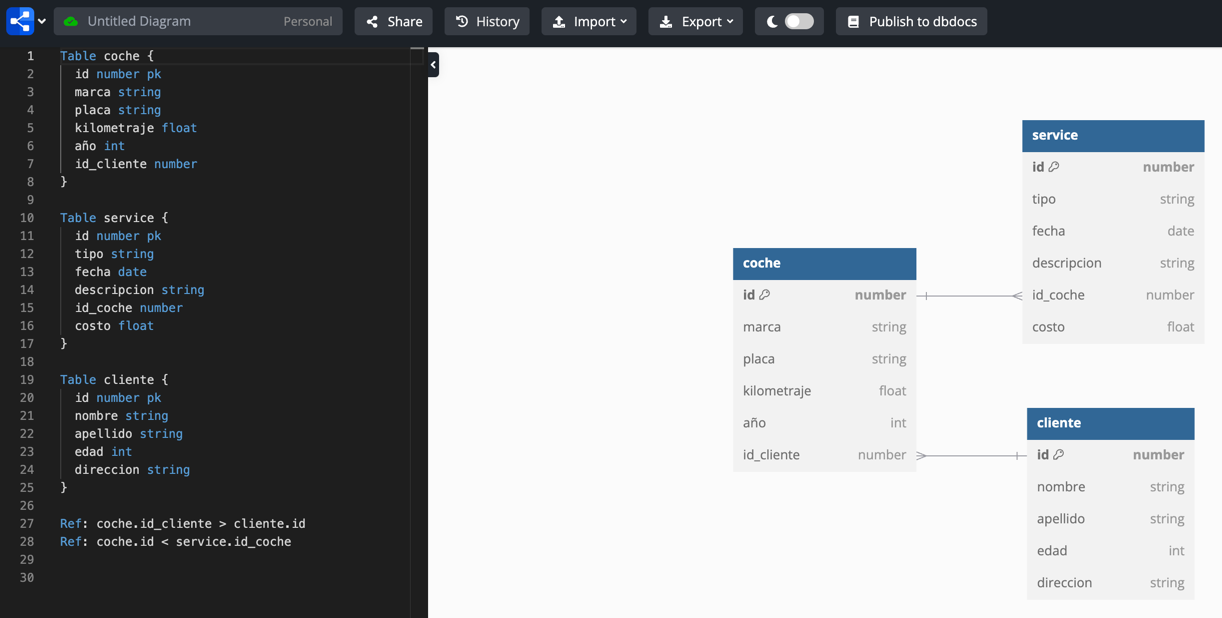 Untitled Diagram Personal Share History Import Export Publish to dbdocs
1 Table coche {
2 id number pk
3 marca string
4 placa string
5 kilometraje float
6 año int
7 id_cliente number
8 }
9
10 Table service {
11 id number pk
12 tipo string
13 fecha date
14 descripcion string
15 id_coche number
16 costo float
17 }
18
19 Table cliente {
20 id number pk
21 nombre string
22 apellido string
23 edad int
24 direccion string
25 }
26
27 Ref: coche.id_cliente > cliente.id
28 Ref: coche.id < service.id_coche
29
30
coche
id number
marca string
placa string
kilometraje float
año int
id_cliente number
service
id number
tipo string
fecha date
descripcion string
id_coche number
costo float
cliente
id number
nombre string
apellido string
edad int
direccion string